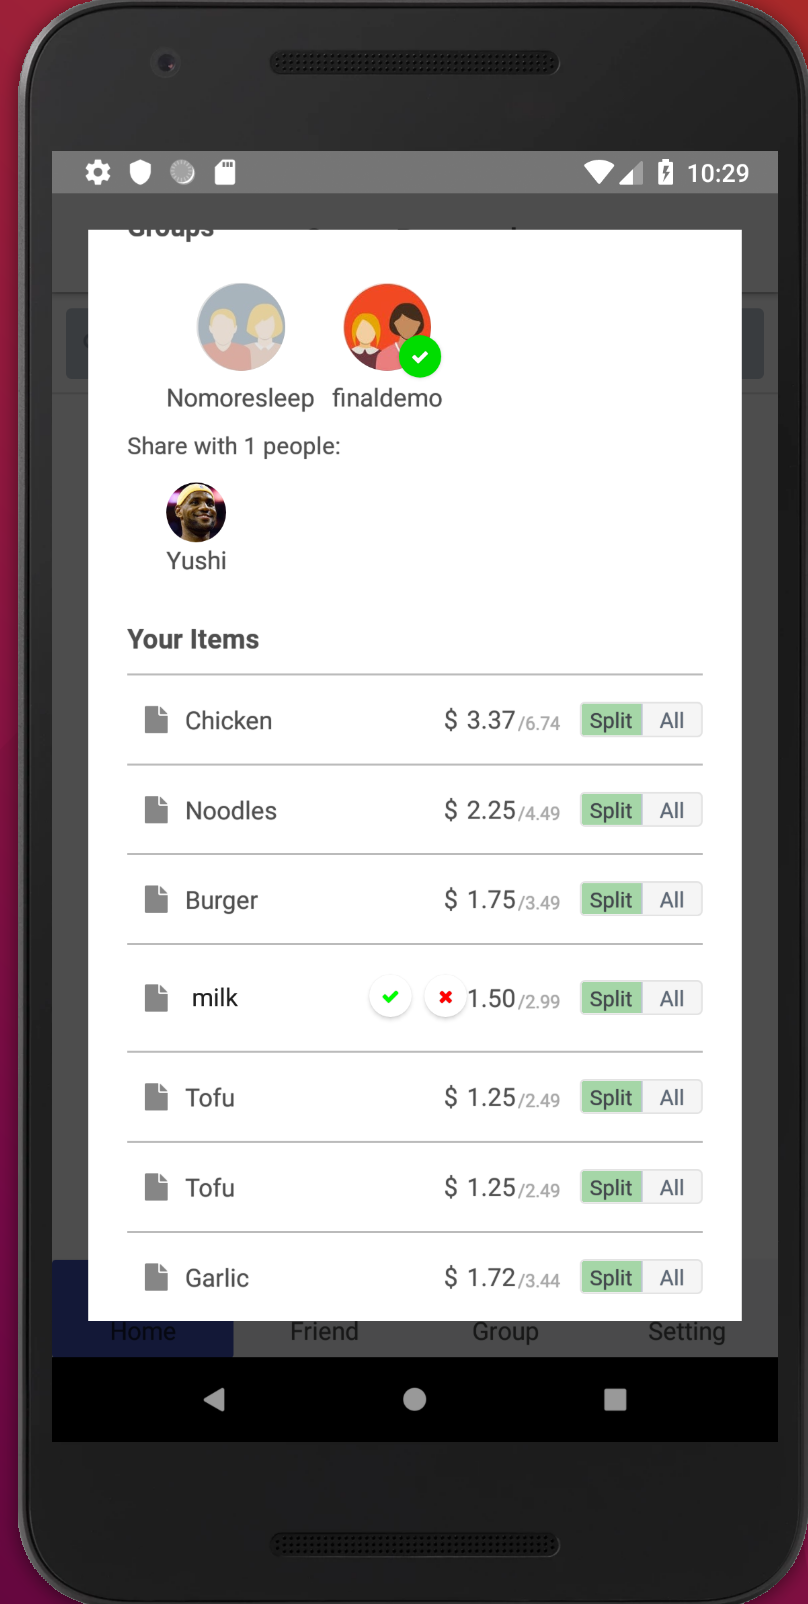 10:29
Groups
Nomoresleep finaldemo
Share with 1 people:
Yushi
Your Items
Chicken $ 3.37/6.74 Split All
Noodles $ 2.25/4.49 Split All
Burger $ 1.75/3.49 Split All
milk 1.50/2.99 Split All
Tofu $ 1.25/2.49 Split All
Tofu $ 1.25/2.49 Split All
Garlic $ 1.72/3.44 Split All
Home Friend Group Setting